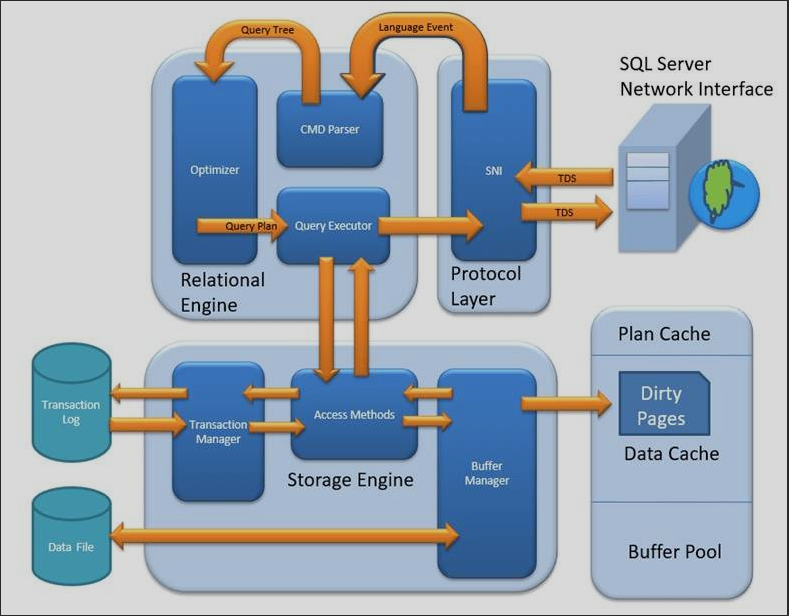 Query Tree
Language Event
SQL Server
Network Interface
CMD Parser
Optimizer
SNI
TDS
TDS
Query Plan
Query Executor
Relational
Engine
Protocol
Layer
Plan Cache
Dirty
Pages
Data Cache
Buffer Pool
Transaction
Log
Transaction
Manager
Access Methods
Buffer
Manager
Storage Engine
Data File